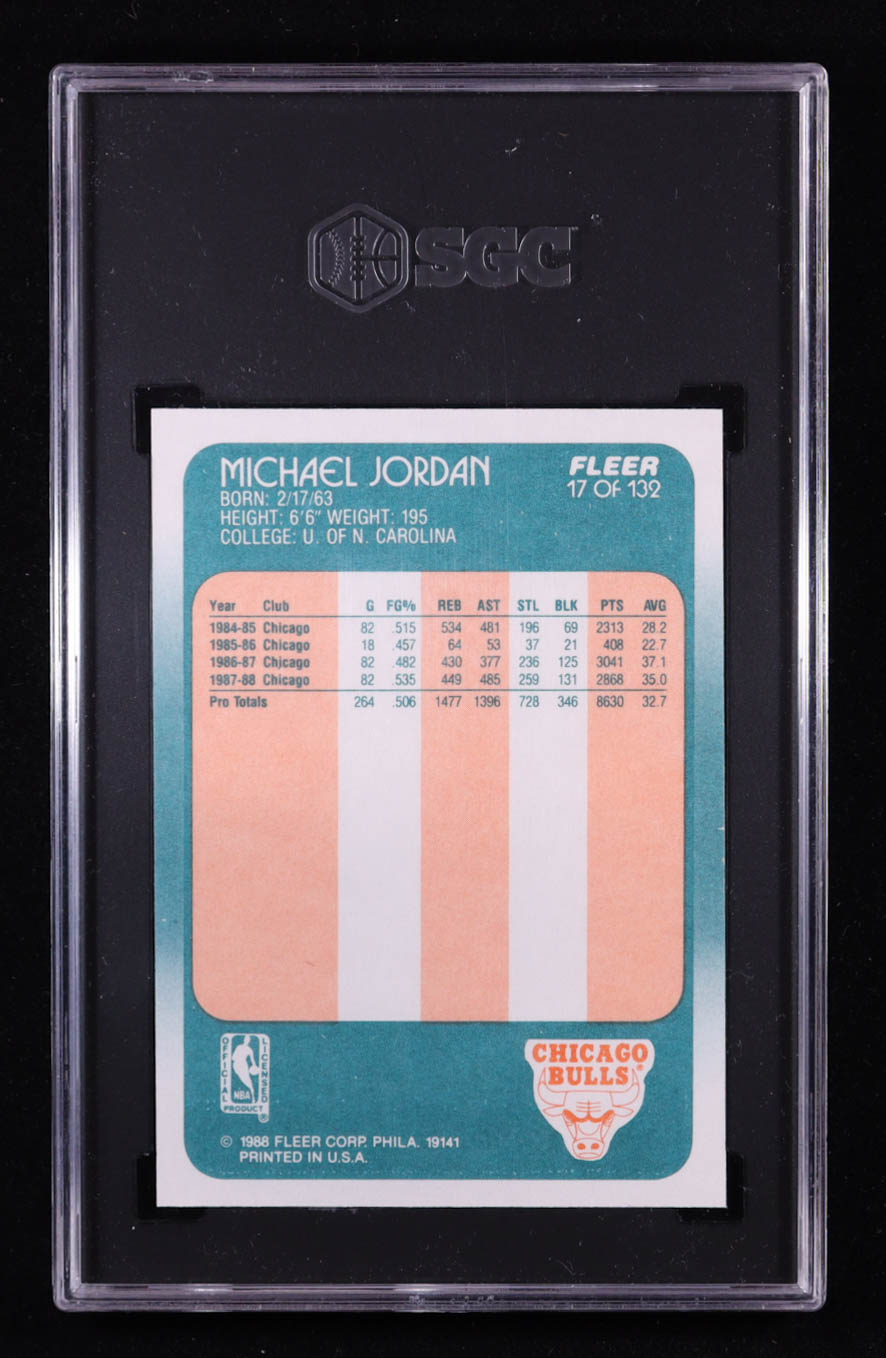 SGC
MICHAEL JORDAN
FLEER
17 OF 132
BORN: 2/17/63
HEIGHT: 6'6" WEIGHT: 195
COLLEGE: U. OF N. CAROLINA
Year Club G FG% REB AST STL BLK PTS AVG
1984-85 Chicago 82 .515 534 481 196 69 2313 28.2
1985-86 Chicago 18 .457 64 53 37 21 408 22.7
1986-87 Chicago 82 .482 430 377 236 125 3041 37.1
1987-88 Chicago 82 .535 449 485 259 131 2868 35.0
Pro Totals 264 .506 1477 1396 728 346 8630 32.7
OFFICIAL
LICENSED
NBA
PRODUCT
®
CHICAGO
BULLS®
© 1988 FLEER CORP. PHILA. 19141
PRINTED IN U.S.A.